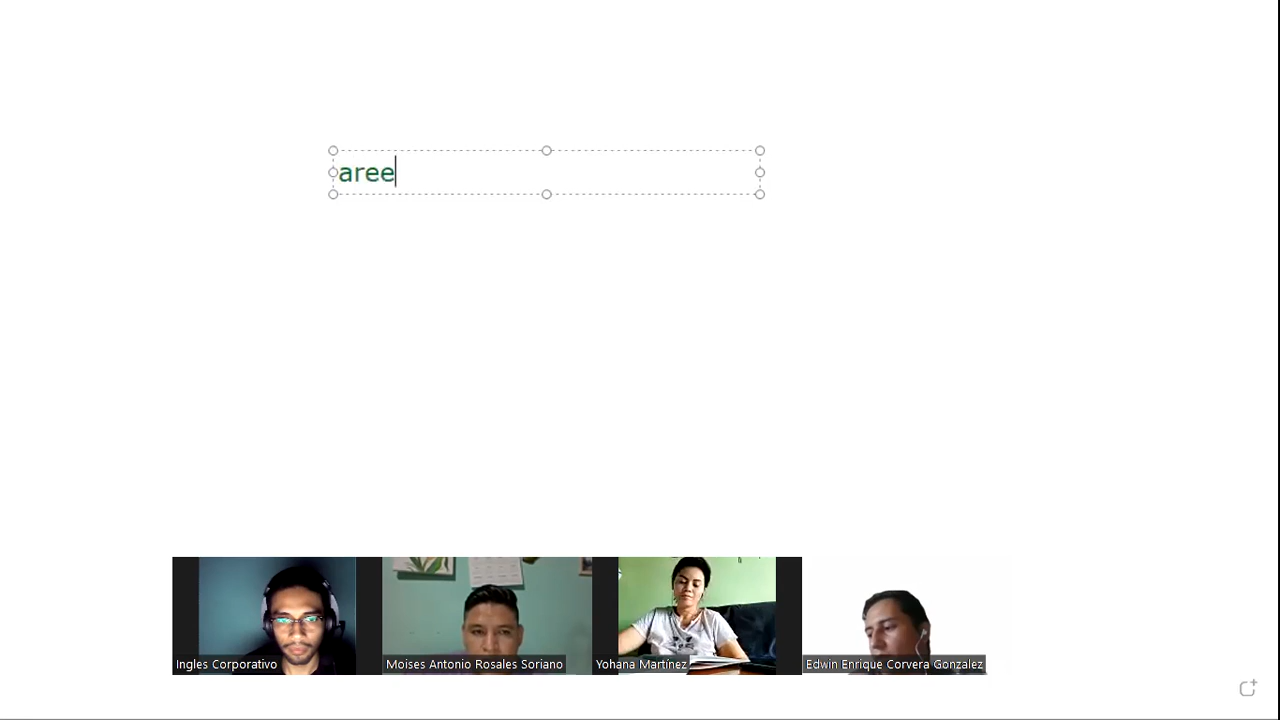 aree
Ingles Corporativo
Moises Antonio Rosales Soriano
Yohana Martínez
Edwin Enrique Corvera Gonzalez